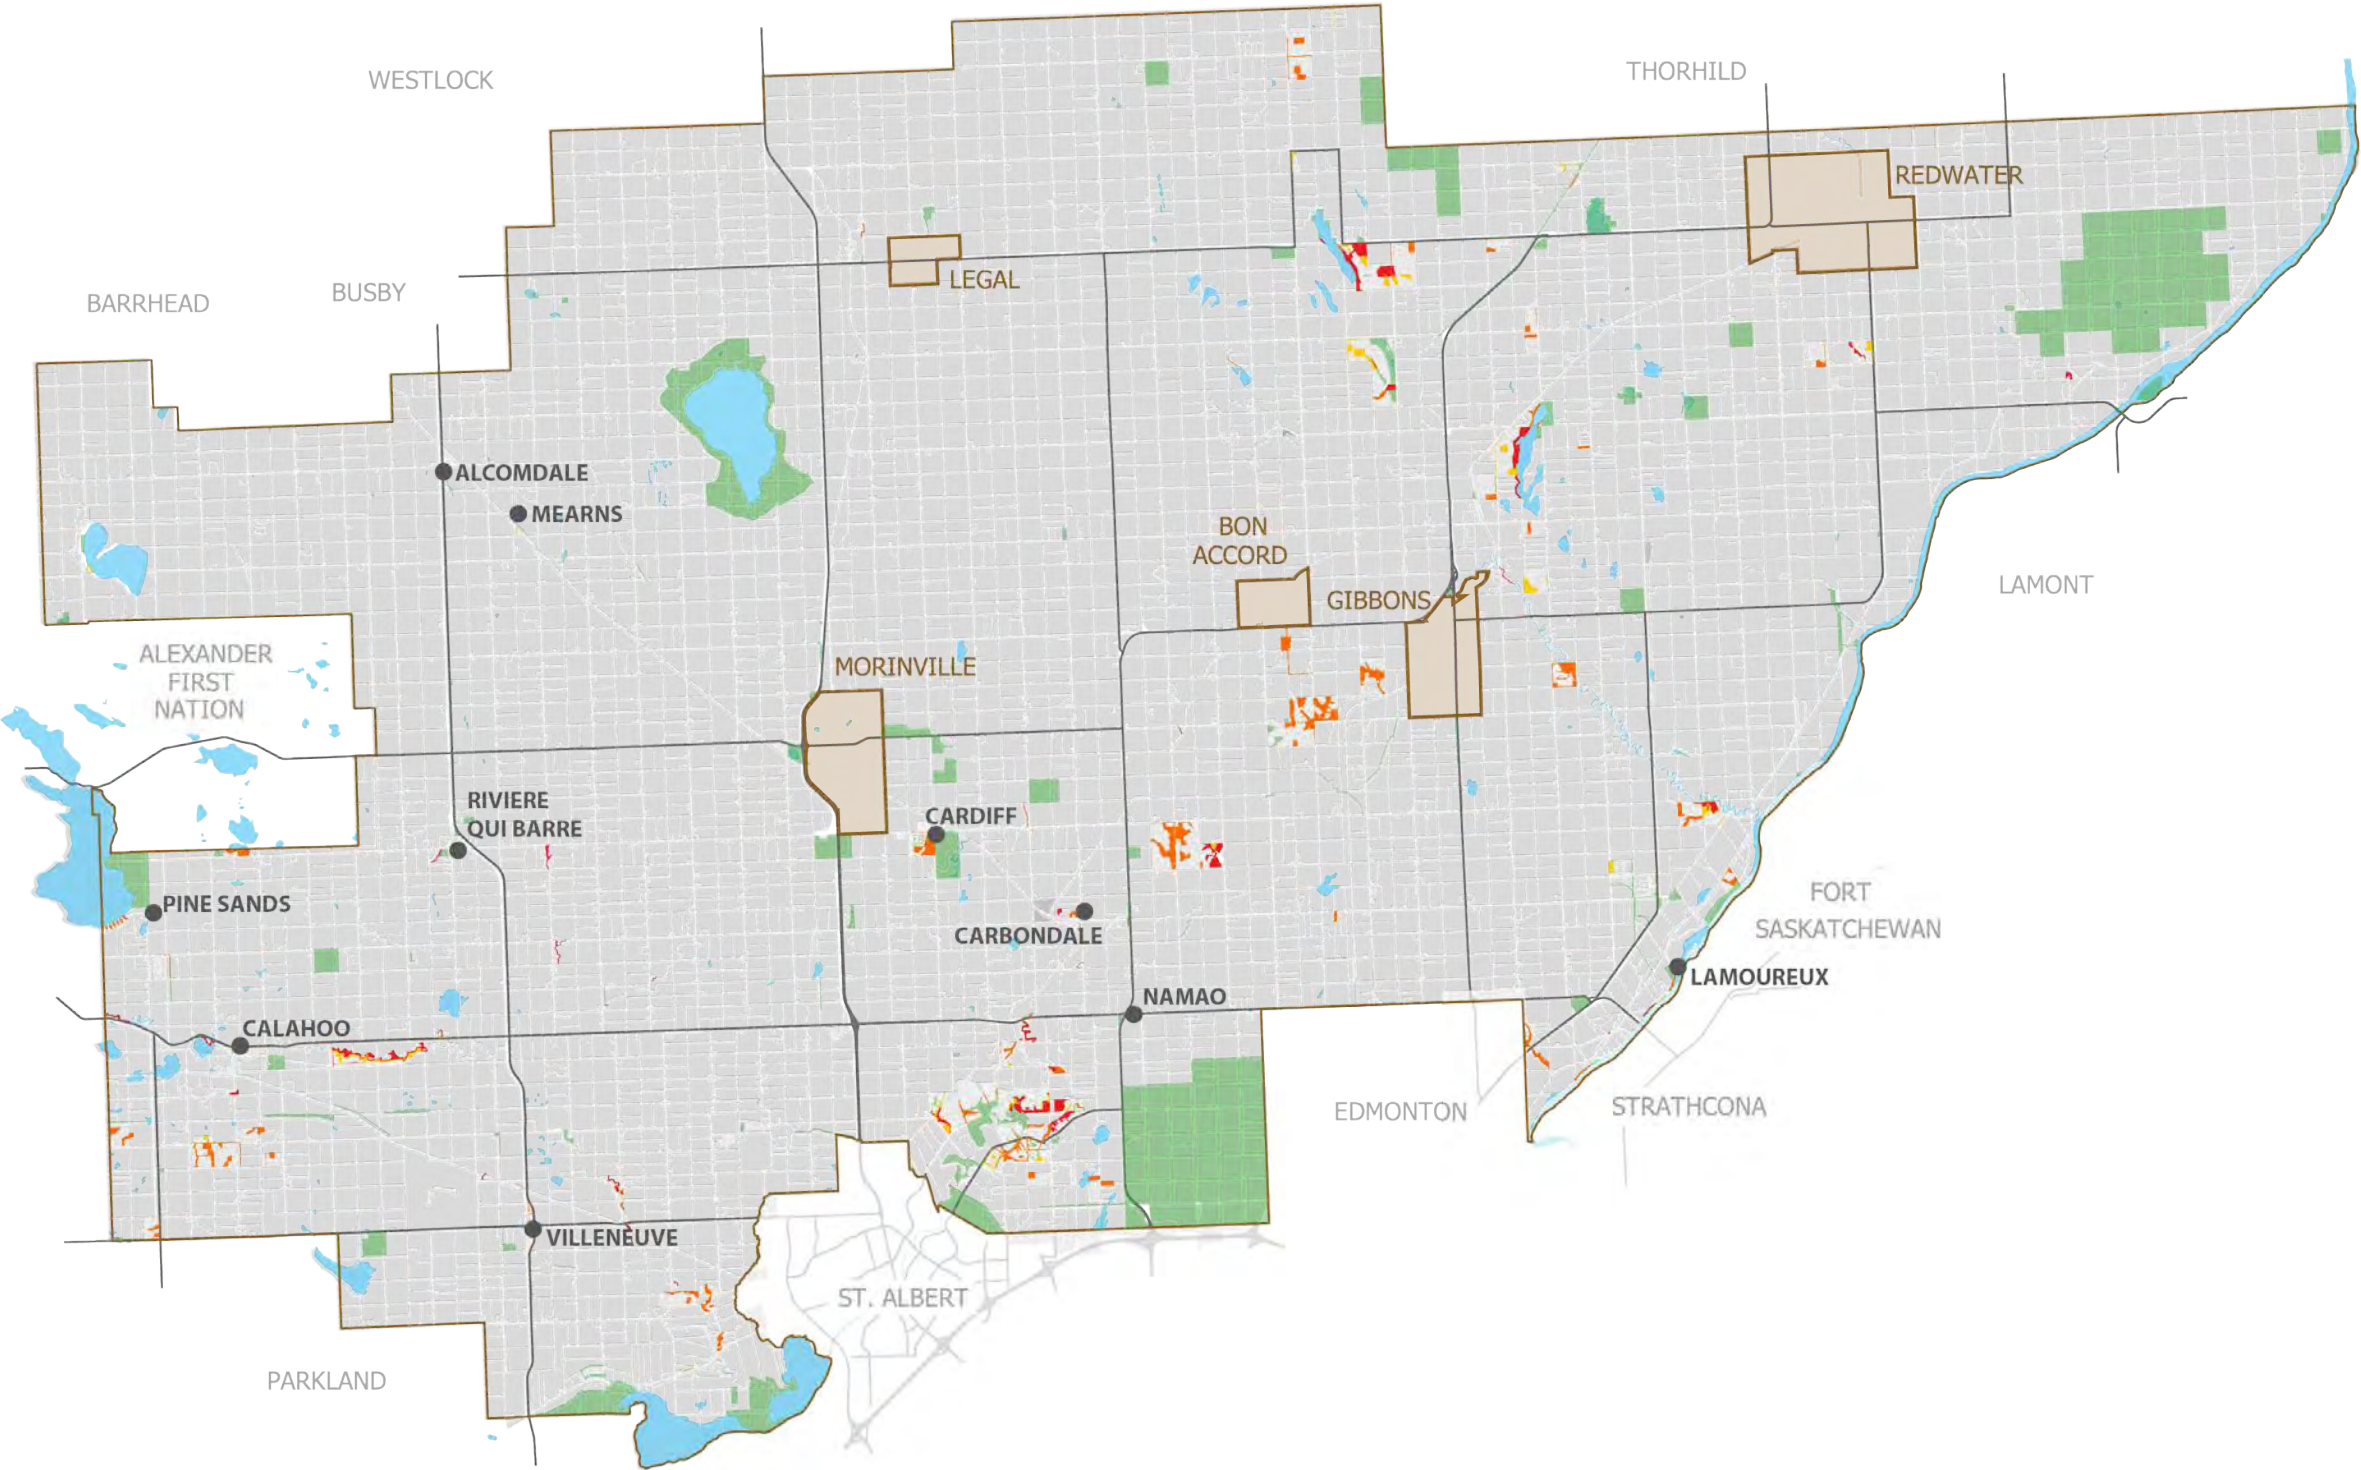 WESTLOCK
THORHILD
REDWATER
BARRHEAD
BUSBY
LEGAL
ALCOMDALE
MEARNS
BON
ACCORD
GIBBONS
LAMONT
ALEXANDER
FIRST
NATION
MORINVILLE
RIVIERE
QUI BARRE
CARDIFF
PINE SANDS
CARBONDALE
FORT
SASKATCHEWAN
LAMOUREUX
NAMAO
CALAHOO
EDMONTON
STRATHCONA
VILLENEUVE
ST. ALBERT
PARKLAND